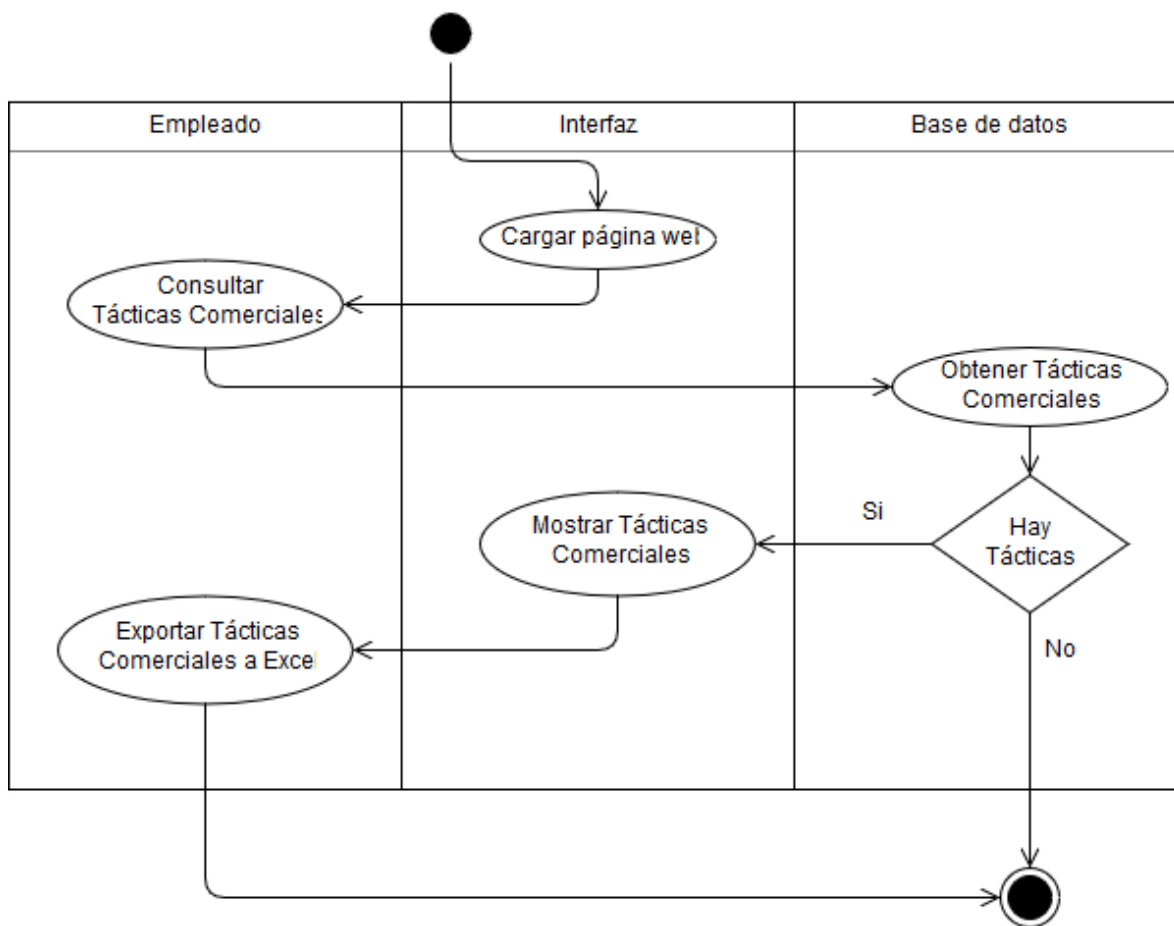 Empleado
Interfaz
Base de datos
Cargar página wel
Consultar
Tácticas Comerciales
Obtener Tácticas
Comerciales
Si
Mostrar Tácticas
Comerciales
Hay
Tácticas
Exportar Tácticas
Comerciales a Excel
No